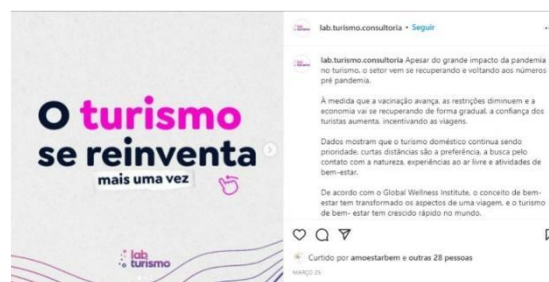 O turismo
se reinventa
mais uma vez
lab
turismo
lab.turismo.consultoria • Seguir
lab.turismo.consultoria Apesar do grande impacto da pandemia
no turismo, o setor vem se recuperando e voltando aos números
pré pandemia.
À medida que a vacinação avança, as restrições diminuem e a
economia vai se recuperando de forma gradual, a confiança dos
turistas aumenta, incentivando as viagens.
Dados mostram que o turismo doméstico continua sendo
prioridade, curtas distâncias são a preferência, a busca pelo
contato com a natureza, experiências ao ar livre e atividades de
bem-estar.
De acordo com o Global Wellness Institute, o conceito de bem-
estar tem transformado os aspectos de uma viagem, e o turismo
de bem- estar tem crescido rápido no mundo.
Curtido por amoestarbem e outras 28 pessoas
MARÇO 25